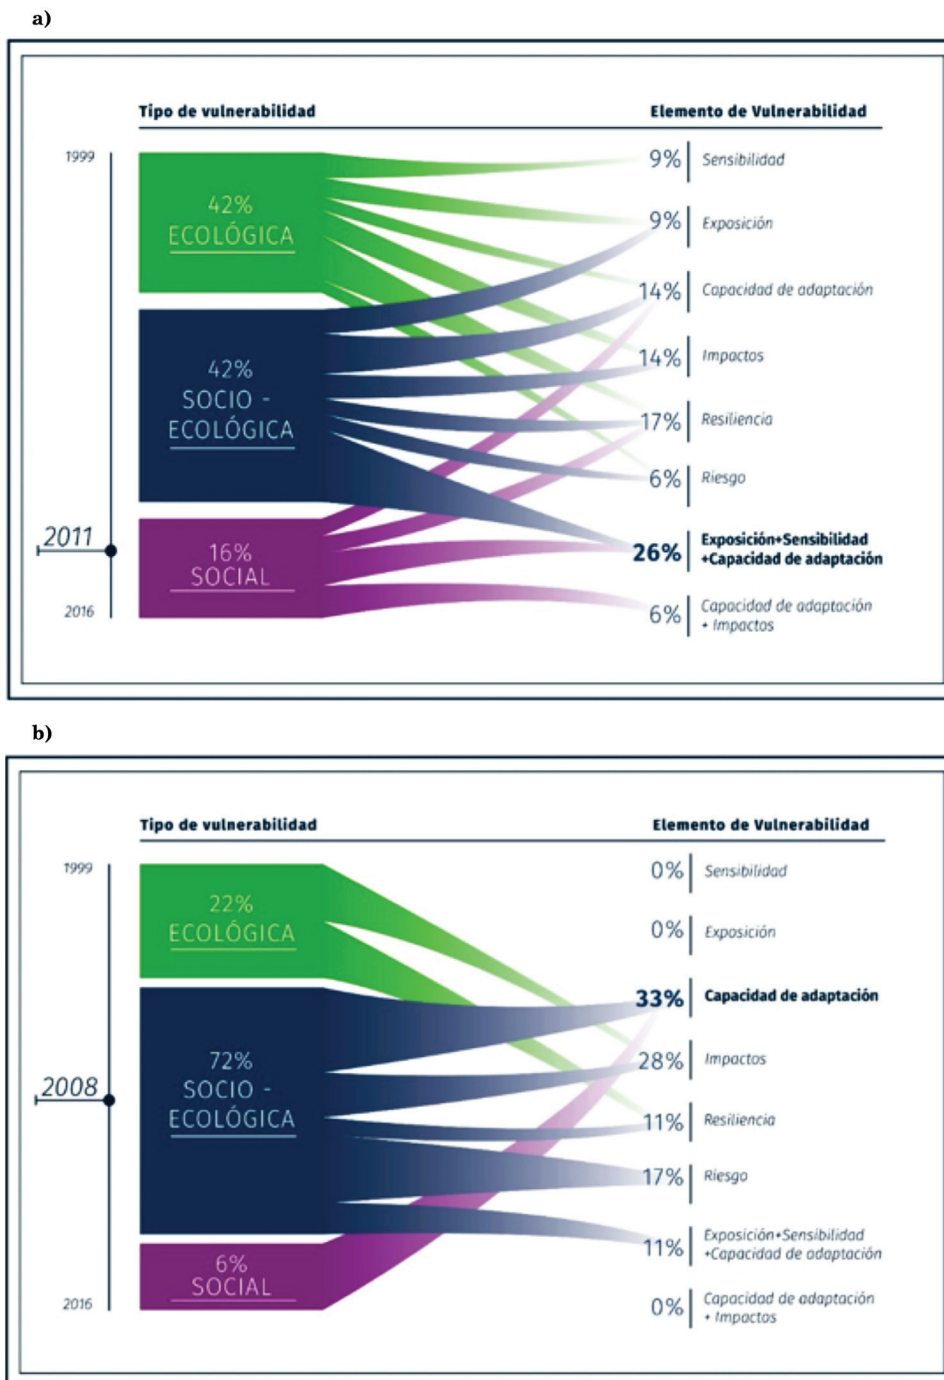 a)
Tipo de vulnerabilidad
Elemento de Vulnerabilidad
1999
42%
ECOLÓGICA
42%
SOCIO -
ECOLÓGICA
2011
16%
SOCIAL
2016
9% Sensibilidad
9% Exposición
14% Capacidad de adaptación
14% Impactos
17% Resiliencia
6% Riesgo
26% Exposición+Sensibilidad
+Capacidad de adaptación
6% Capacidad de adaptación
+ Impactos
b)
Tipo de vulnerabilidad
Elemento de Vulnerabilidad
1999
22%
ECOLÓGICA
72%
SOCIO -
ECOLÓGICA
2008
6%
SOCIAL
2016
0% Sensibilidad
0% Exposición
33% Capacidad de adaptación
28% Impactos
11% Resiliencia
17% Riesgo
11% Exposición+Sensibilidad
+Capacidad de adaptación
0% Capacidad de adaptación
+ Impactos